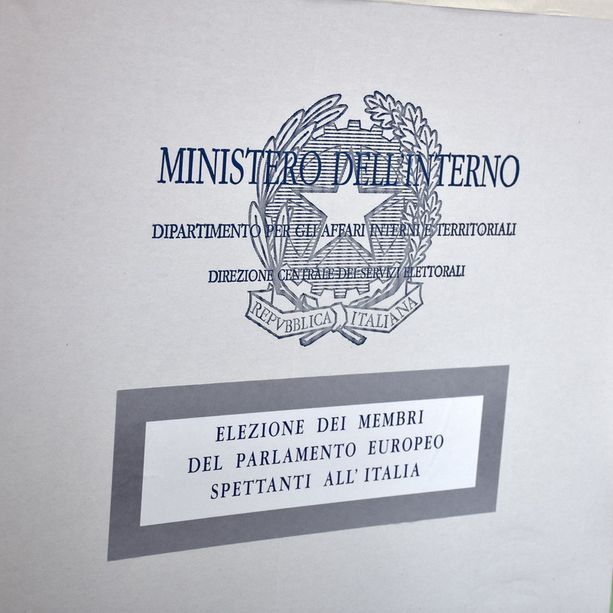 MINISTERO DELL'INTERNO
DIPARTIMENTO PER GLI AFFARI INTERNI E TERRITORIALI
DIREZIONE CENTRALE DEI SERVIZI ELETTORALI
REPVBBLICA ITALIANA
ELEZIONE DEI MEMBRI
DEL PARLAMENTO EUROPEO
SPETTANTI ALL'ITALIA